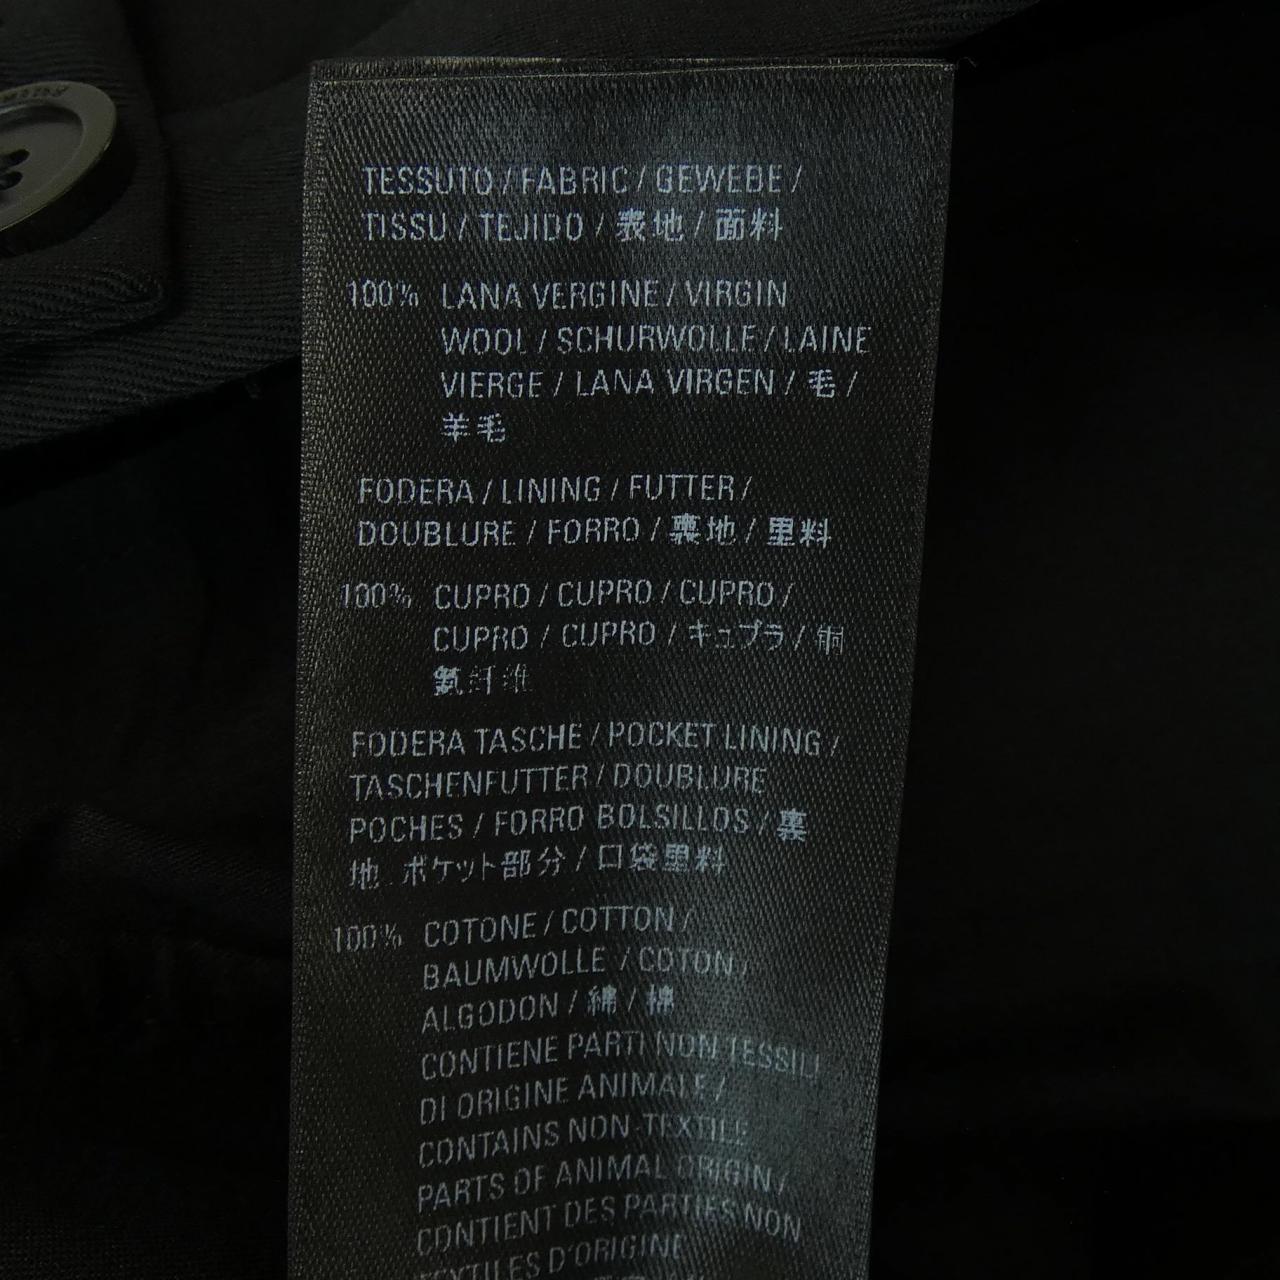 TESSUTO / FABRIC / GEWEBE /
TISSU / TEJIDO / 表地 / 面料
100% LANA VERGINE / VIRGIN
WOOL / SCHURWOLLE / LAINE
VIERGE / LANA VIRGEN / 毛 /
羊毛
FODERA / LINING / FUTTER /
DOUBLURE / FORRO / 裏地 / 里料
100% CUPRO / CUPRO / CUPRO /
CUPRO / CUPRO / キュプラ / 铜
氨纤维
FODERA TASCHE / POCKET LINING /
TASCHENFUTTER / DOUBLURE
POCHES / FORRO BOLSILLOS / 裏
地 ポケット部分 / 口袋里料
100% COTONE / COTTON /
BAUMWOLLE / COTON /
ALGODON / 綿 / 棉
CONTIENE PARTI NON TESSILI
DI ORIGINE ANIMALE /
CONTAINS NON-TEXTILE
PARTS OF ANIMAL ORIGIN /
CONTIENT DES PARTIES NON
TEXTILES D'ORIGINE